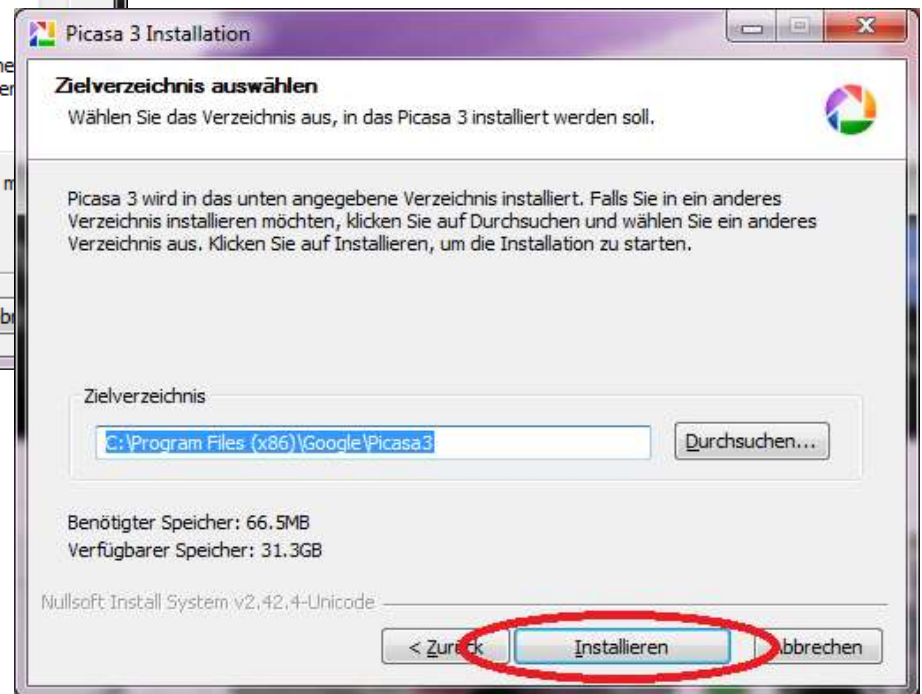 Picasa 3 Installation
Zielverzeichnis auswählen
Wählen Sie das Verzeichnis aus, in das Picasa 3 installiert werden soll.
Picasa 3 wird in das unten angegebene Verzeichnis installiert. Falls Sie in ein anderes
Verzeichnis installieren möchten, klicken Sie auf Durchsuchen und wählen Sie ein anderes
Verzeichnis aus. Klicken Sie auf Installieren, um die Installation zu starten.
Zielverzeichnis
C:\Program Files (x86)\Google\Picasa3
Durchsuchen...
Benötigter Speicher: 66.5MB
Verfügbarer Speicher: 31.3GB
Nullsoft Install System v2.42.4-Unicode
< Zurück Installieren Abbrechen